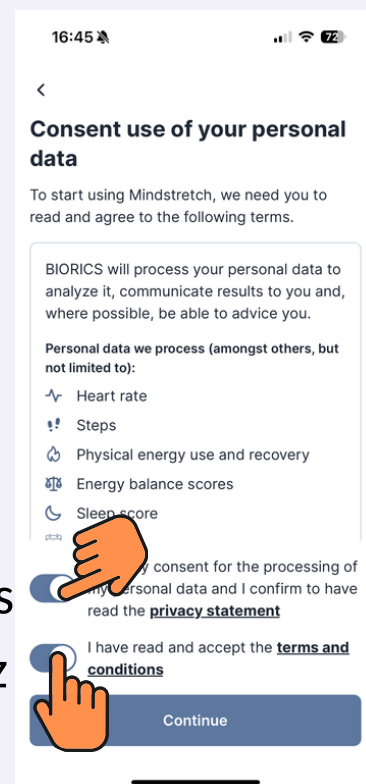 16:45
72
Consent use of your personal
data
To start using Mindstretch, we need you to
read and agree to the following terms.
BIORICS will process your personal data to
analyze it, communicate results to you and,
where possible, be able to advice you.
Personal data we process (amongst others, but
not limited to):
Heart rate
Steps
Physical energy use and recovery
Energy balance scores
Sleep score
y consent for the processing of
my personal data and I confirm to have
s
read the privacy statement
I have read and accept the terms and
z
conditions
Continue